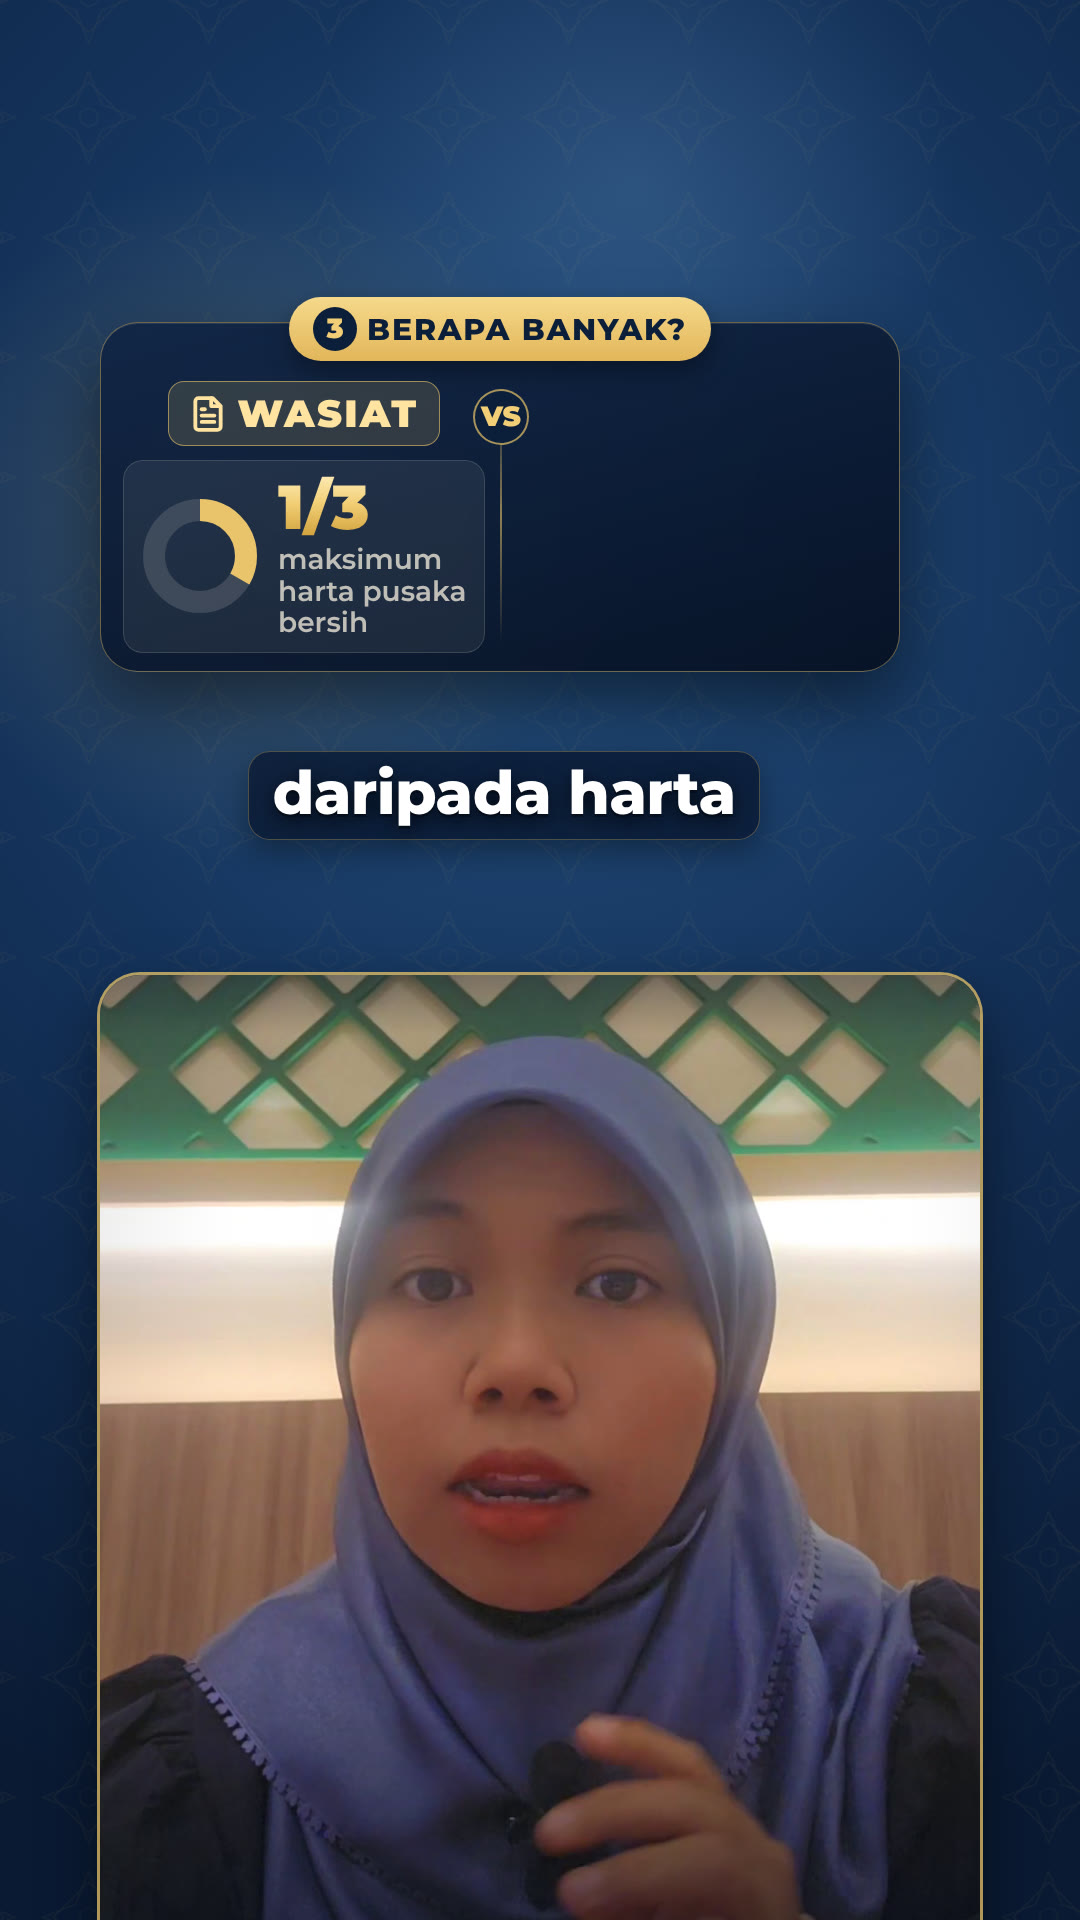 3 BERAPA BANYAK?
WASIAT
VS
1/3
maksimum
harta pusaka
bersih
daripada harta